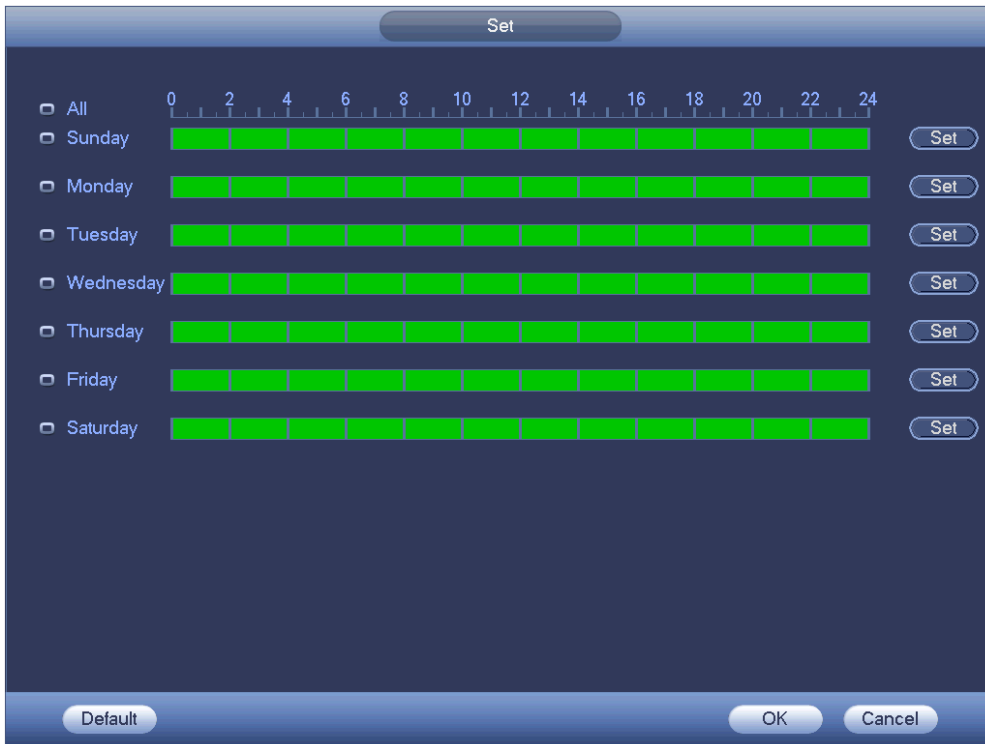 Set
All 0 2 4 6 8 10 12 14 16 18 20 22 24
Sunday Set
Monday Set
Tuesday Set
Wednesday Set
Thursday Set
Friday Set
Saturday Set
Default OK Cancel